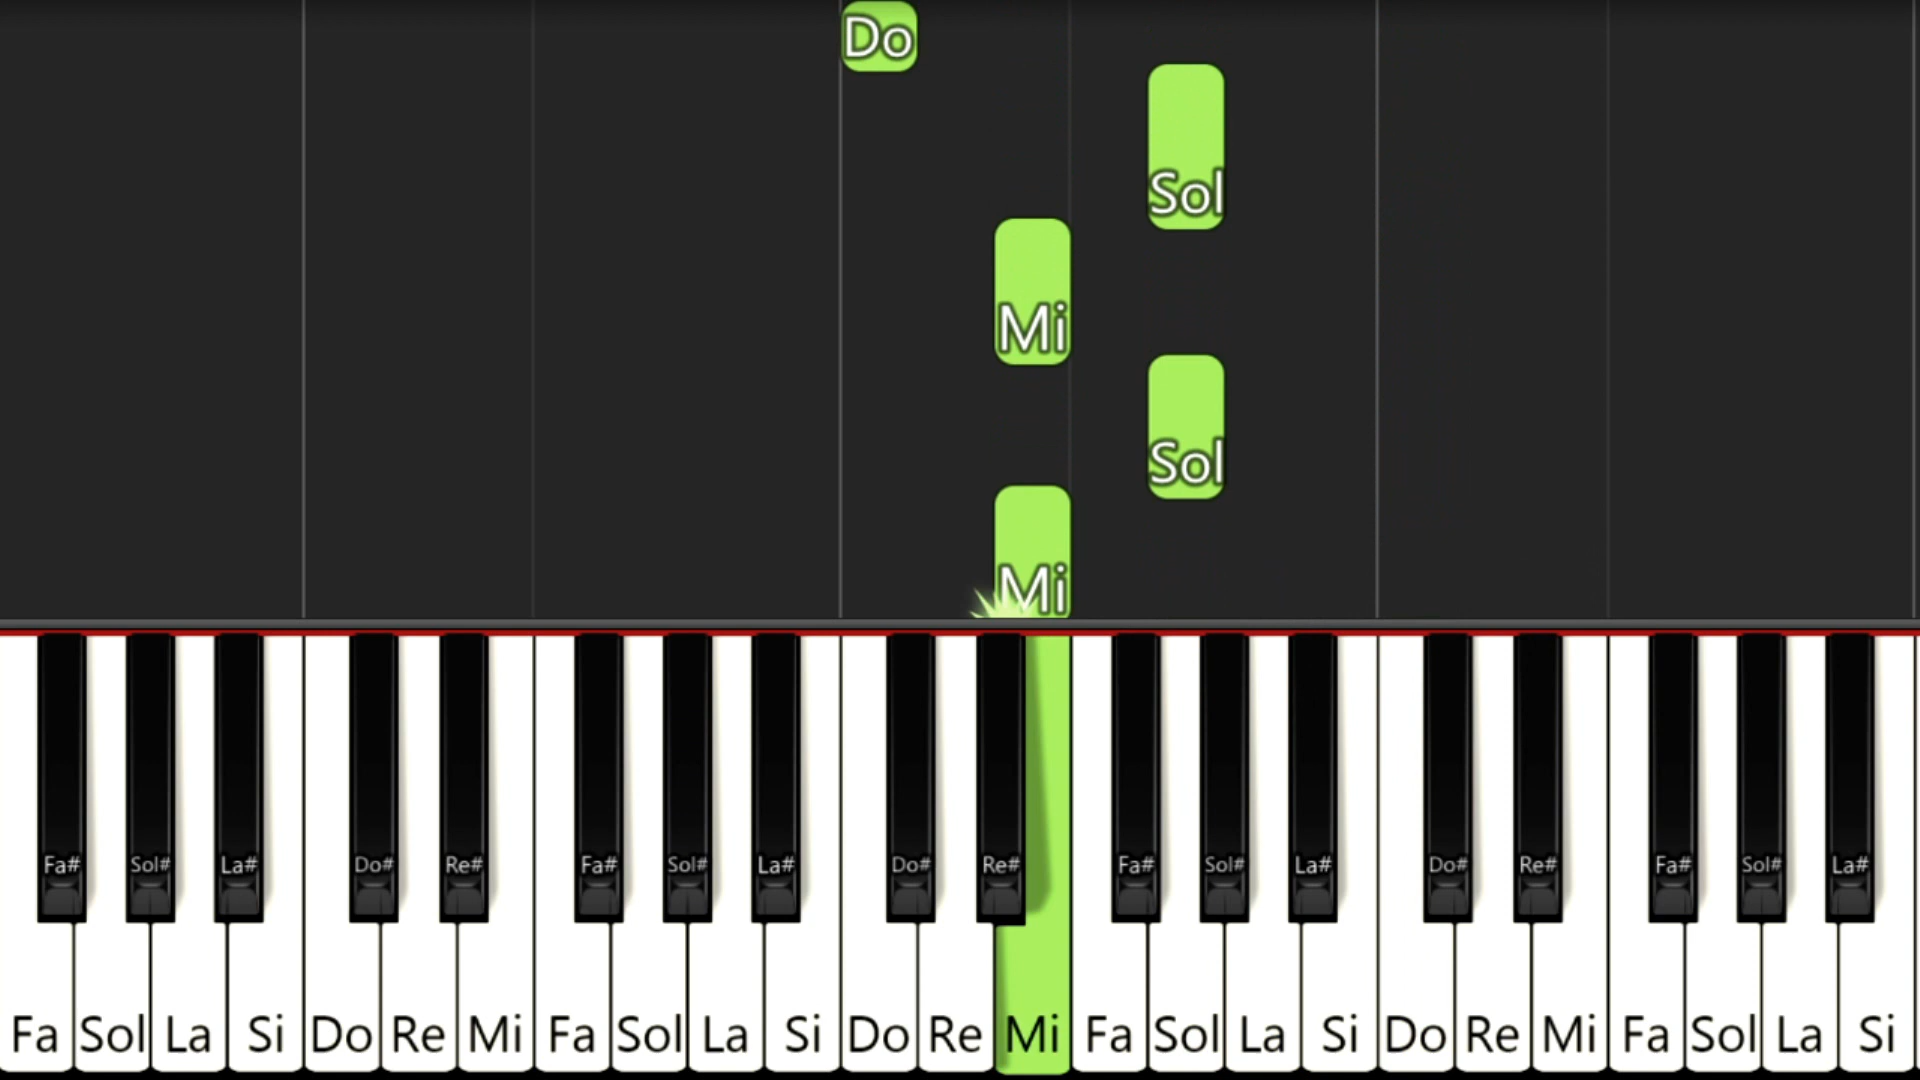 Do
Sol
Mi
Sol
Mi
Fa# Sol# La# Do# Re# Fa# Sol# La# Do# Re# Fa# Sol# La# Do# Re# Fa# Sol# La#
Fa Sol La Si Do Re Mi Fa Sol La Si Do Re Mi Fa Sol La Si Do Re Mi Fa Sol La Si